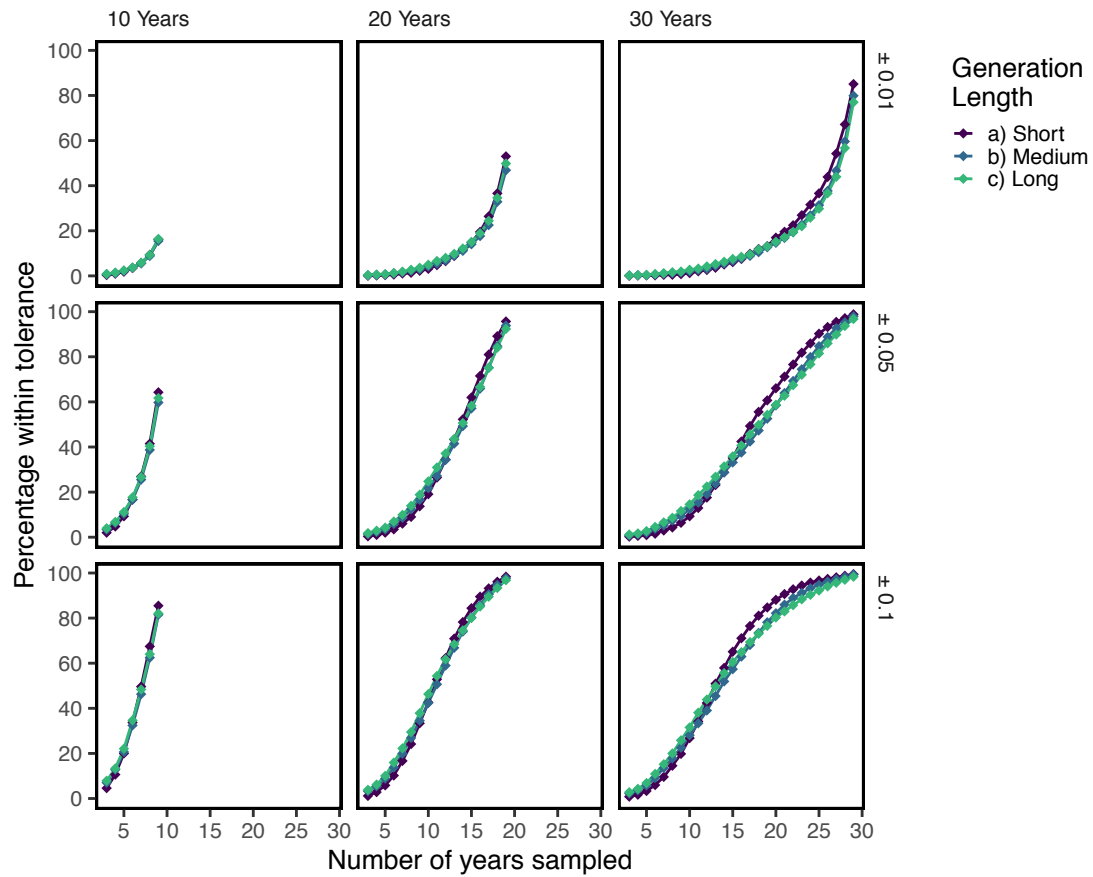 10 Years
20 Years
30 Years
100
80
60
40
20
0
± 0.01
100
80
60
40
20
0
± 0.05
100
80
60
40
20
0
± 0.1
Percentage within tolerance
5 10 15 20 25 30
5 10 15 20 25 30
5 10 15 20 25 30
Number of years sampled
Generation
Length
a) Short
b) Medium
c) Long